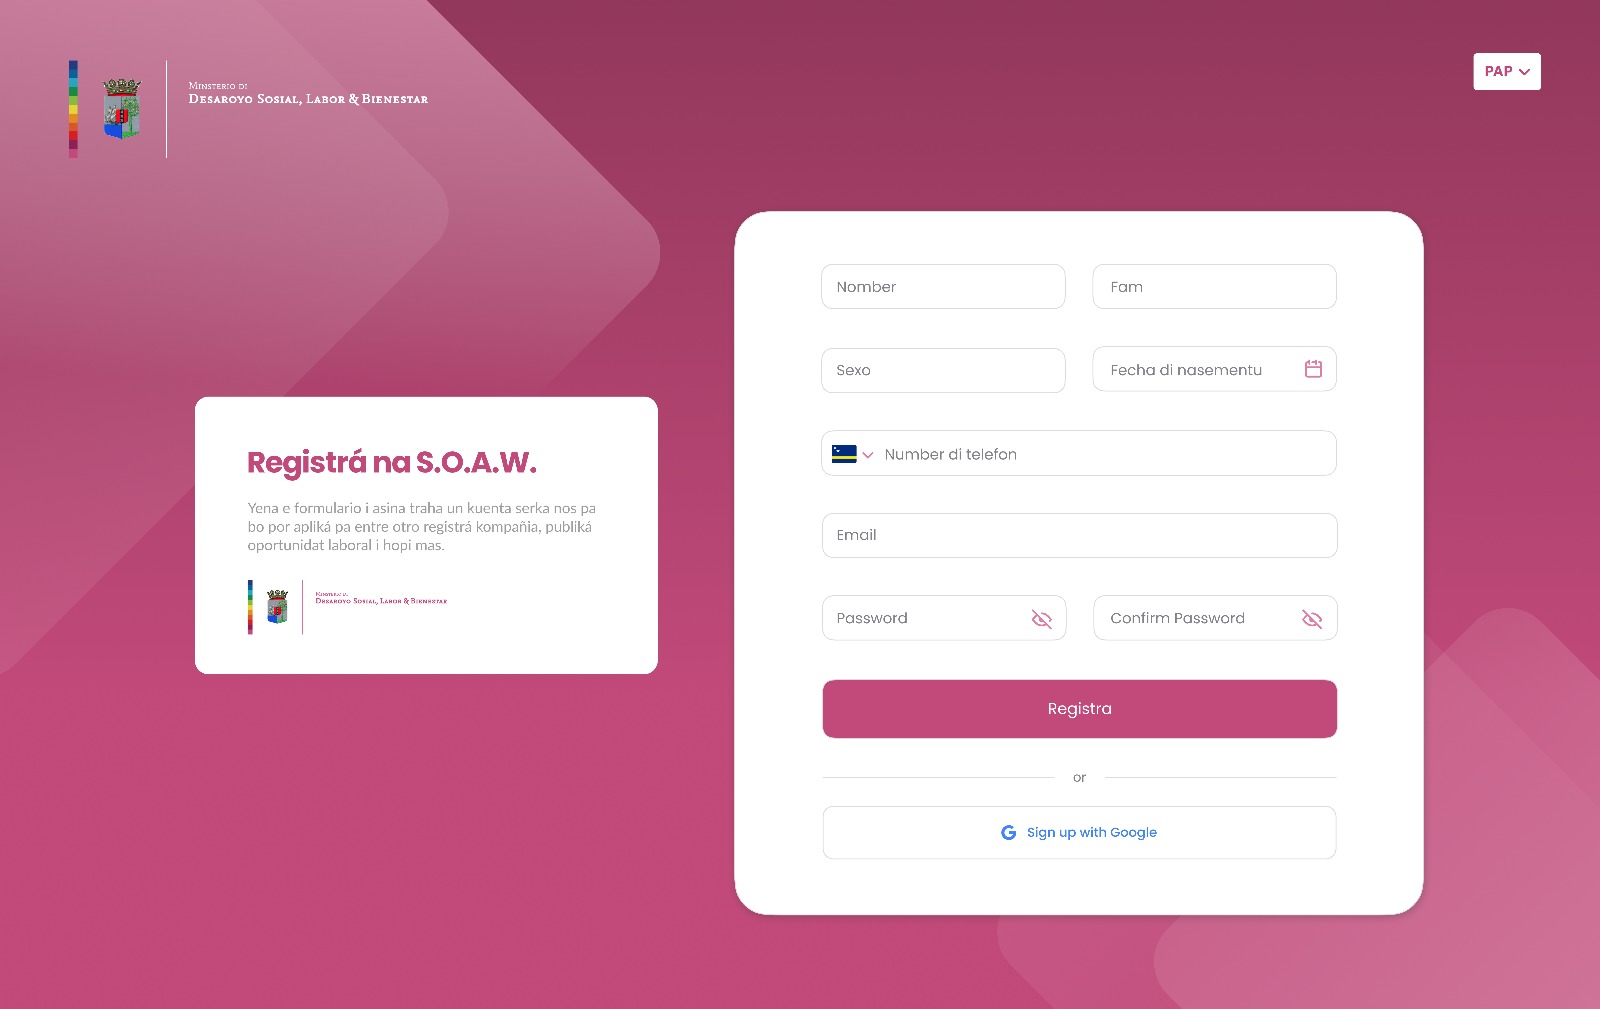 Ministerio di
Desaroyo Sosial, Labor & Bienestar
PAP
Registrá na S.O.A.W.
Yena e formulario i asina traha un kuenta serka nos pa
bo por apliká pa entre otro registrá kompañia, publiká
oportunidat laboral i hopi mas.
Ministerio di
Desaroyo Sosial, Labor & Bienestar
Nomber
Fam
Sexo
Fecha di nasementu
Number di telefon
Email
Password
Confirm Password
Registra
or
Sign up with Google